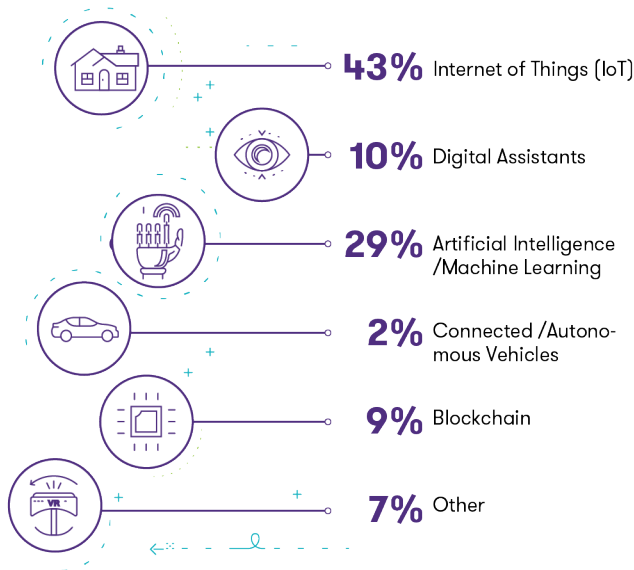 43% Internet of Things (IoT)
10% Digital Assistants
29% Artificial Intelligence
/Machine Learning
2% Connected /Autono-
mous Vehicles
9% Blockchain
VR
7% Other